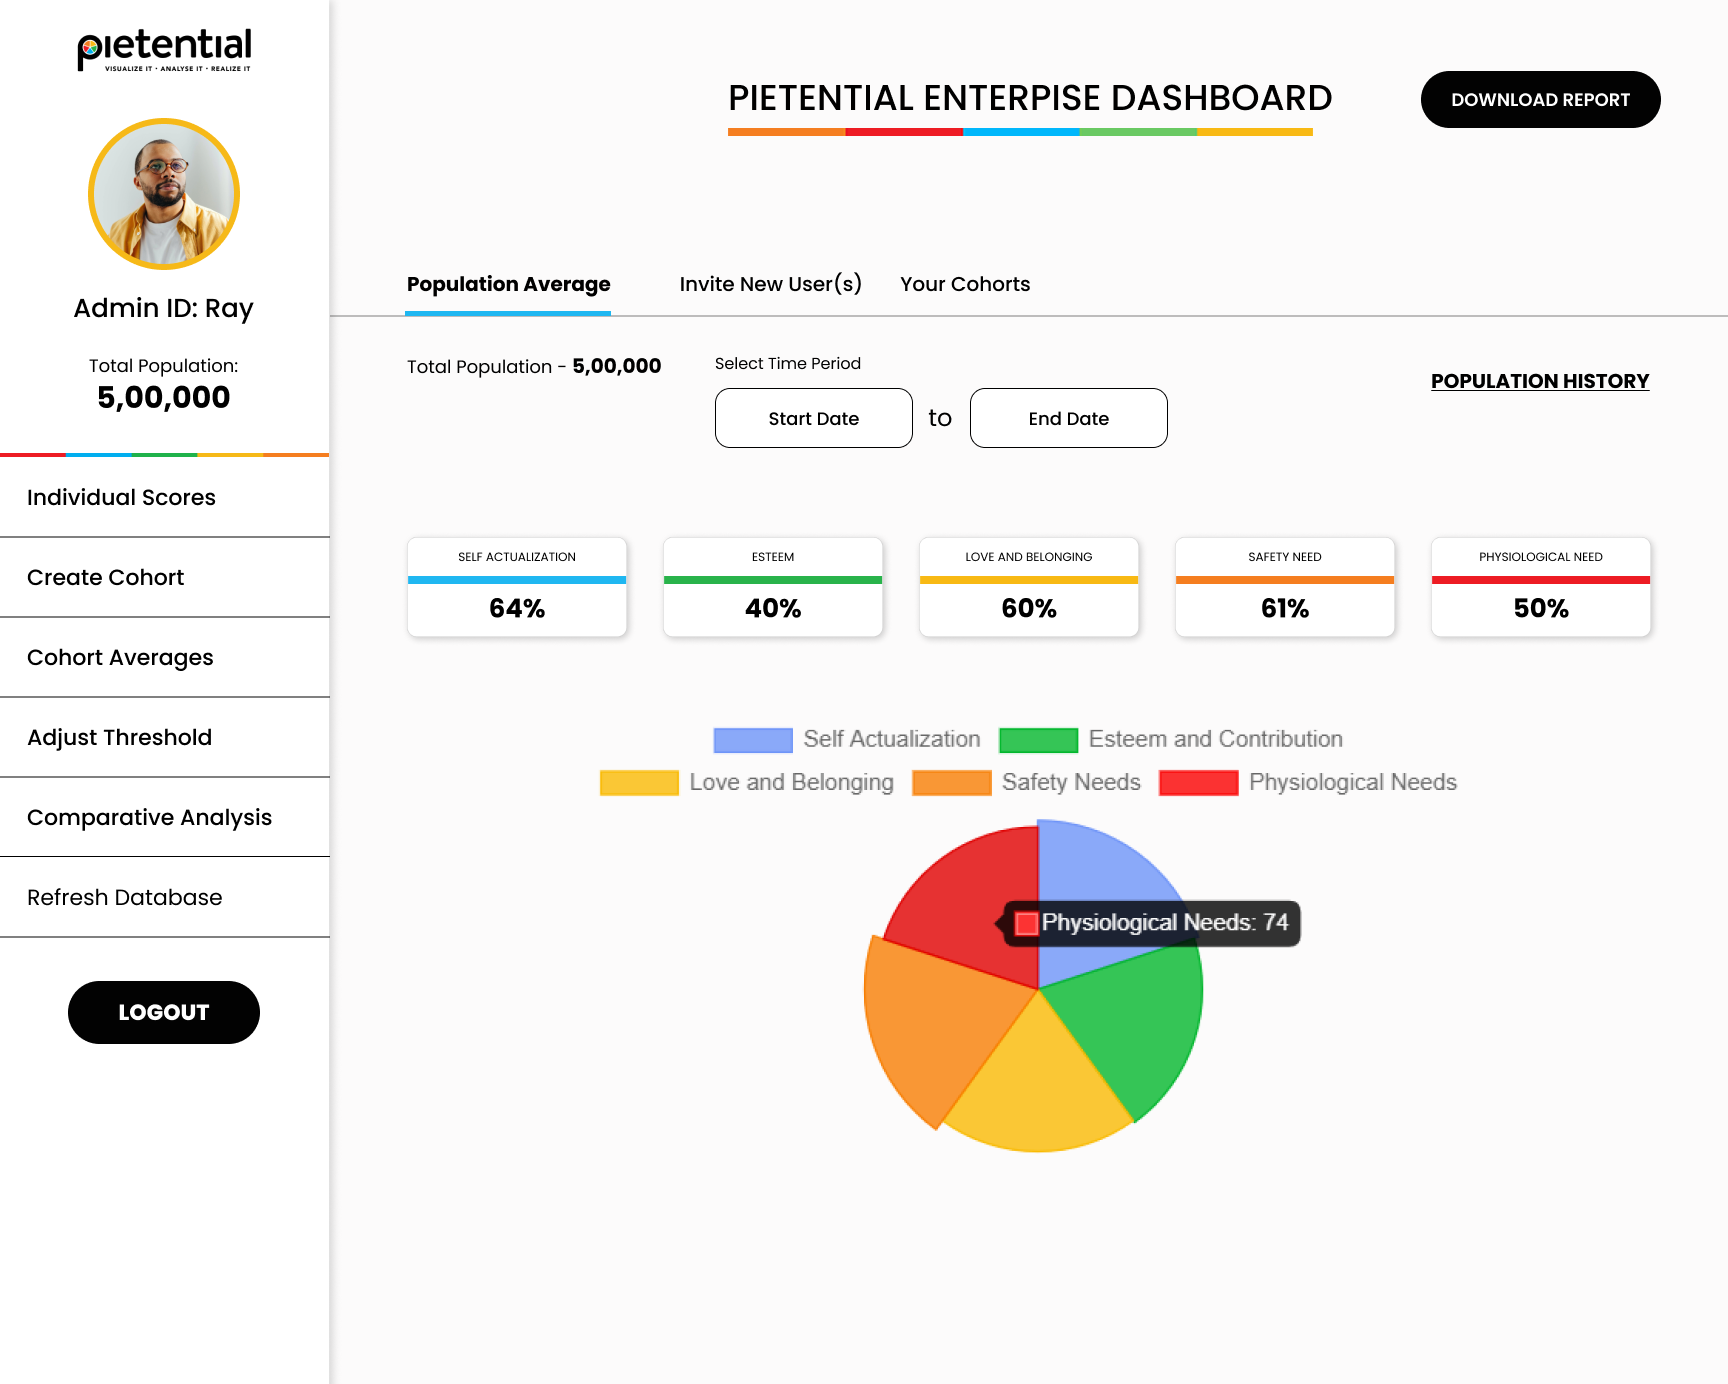 pietential
VISUALIZE IT • ANALYSE IT • REALIZE IT
Admin ID: Ray
Total Population:
5,00,000
Individual Scores
Create Cohort
Cohort Averages
Adjust Threshold
Comparative Analysis
Refresh Database
LOGOUT
PIETENTIAL ENTERPISE DASHBOARD
DOWNLOAD REPORT
Population Average
Invite New User(s)
Your Cohorts
Total Population - 5,00,000
Select Time Period
Start Date to End Date
POPULATION HISTORY
SELF ACTUALIZATION
64%
ESTEEM
40%
LOVE AND BELONGING
60%
SAFETY NEED
61%
PHYSIOLOGICAL NEED
50%
Self Actualization Esteem and Contribution
Love and Belonging Safety Needs Physiological Needs
Physiological Needs: 74